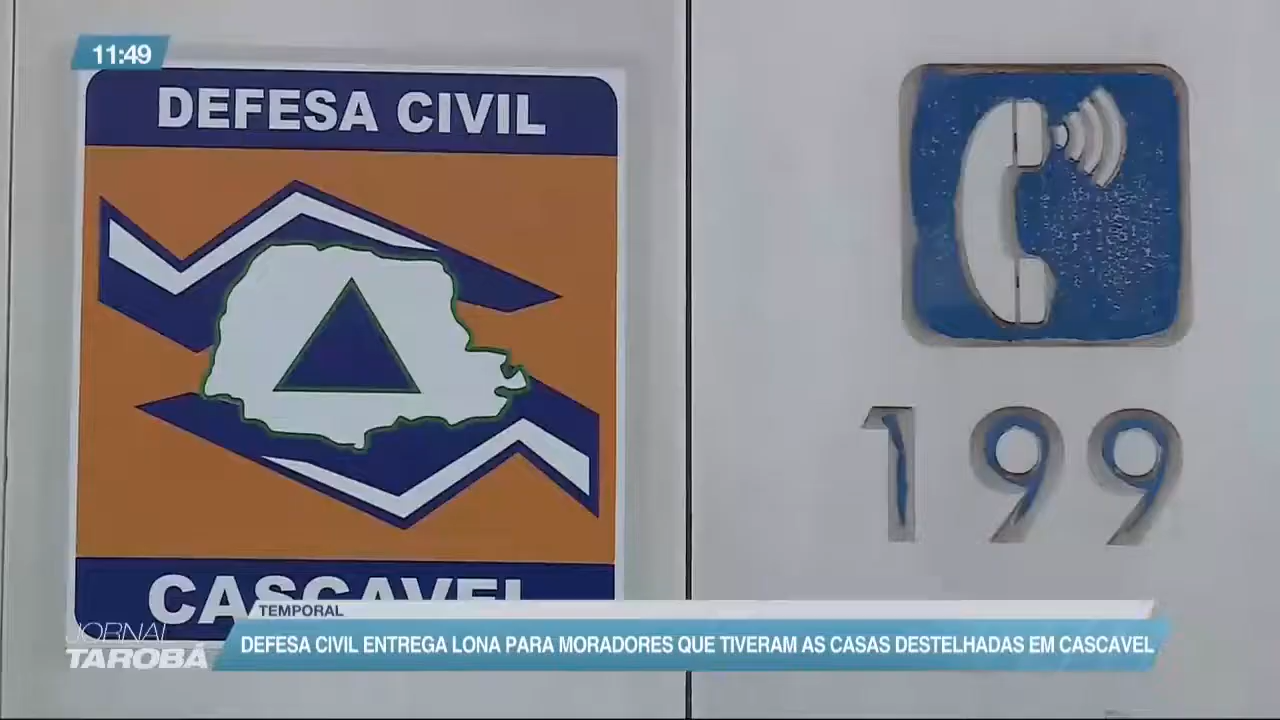 11:49
DEFESA CIVIL
199
CASCAVEL
TEMPORAL
JORNAL
TAROBÁ
DEFESA CIVIL ENTREGA LONA PARA MORADORES QUE TIVERAM AS CASAS DESTELHADAS EM CASCAVEL